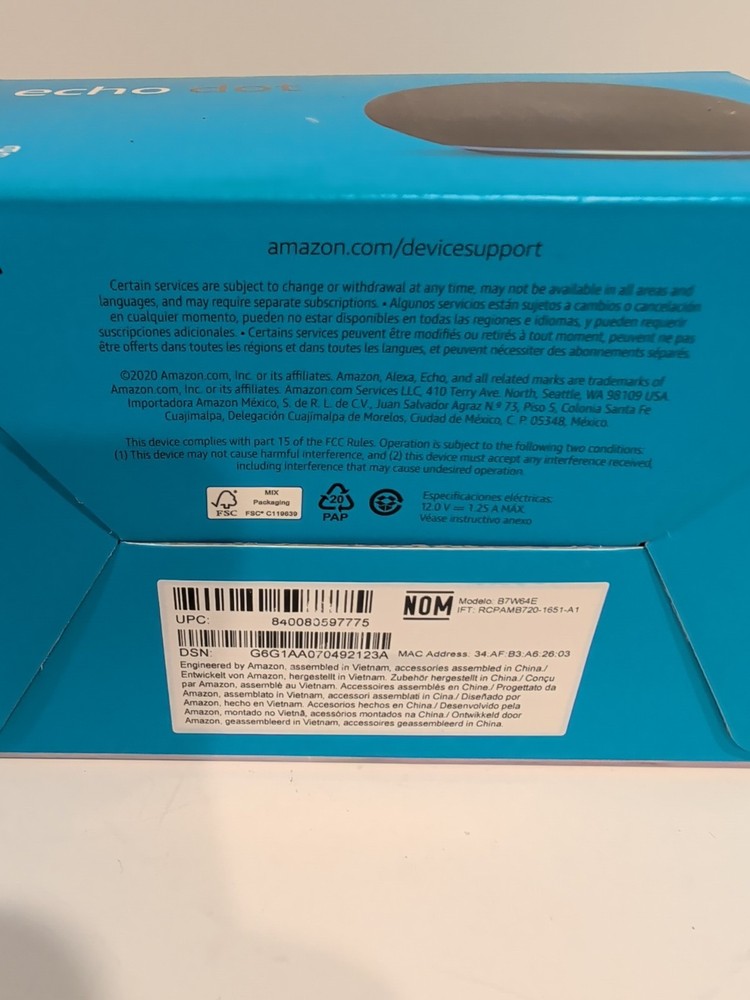 echo dot
amazon.com/devicesupport
Certain services are subject to change or withdrawal at any time, may not be available in all areas and
languages, and may require separate subscriptions. • Algunos servicios están sujetos a cambios o cancelación
en cualquier momento, pueden no estar disponibles en todas las regiones e idiomas, y pueden requerir
suscripciones adicionales. • Certains services peuvent être modifiés ou retirés à tout moment, peuvent ne pas
être offerts dans toutes les régions et dans toutes les langues, et peuvent nécessiter des abonnements séparés.
©2020 Amazon.com, Inc. or its affiliates. Amazon, Alexa, Echo, and all related marks are trademarks of
Amazon.com, Inc. or its affiliates. Amazon.com Services LLC, 410 Terry Ave. North, Seattle, WA 98109 USA.
Importadora Amazon México, S. de R. L. de C.V., Juan Salvador Agraz N.º 73, Piso 5, Colonia Santa Fe
Cuajimalpa, Delegación Cuajimalpa de Morelos, Ciudad de México, C. P. 05348, México.
This device complies with part 15 of the FCC Rules. Operation is subject to the following two conditions:
(1) This device may not cause harmful interference, and (2) this device must accept any interference received,
including interference that may cause undesired operation.
FSC
MIX
Packaging
FSC® C119639
20
PAP
Especificaciones eléctricas:
12.0 V ⎓ 1.25 A MÁX.
Véase instructivo anexo
UPC: 840080597775
NOM
Modelo: B7W64E
IFT: RCPAMB720-1651-A1
DSN: G6G1AA070492123A MAC Address: 34:AF:B3:A6:26:03
Engineered by Amazon, assembled in Vietnam, accessories assembled in China./
Entwickelt von Amazon, hergestellt in Vietnam. Zubehör hergestellt in China./ Conçu
par Amazon, assemblé au Vietnam. Accessoires assemblés en Chine./ Progettato da
Amazon, assemblato in Vietnam, accessori assemblati in Cina./ Diseñado por
Amazon, hecho en Vietnam. Accesorios hechos en China./ Desenvolvido pela
Amazon, montado no Vietnã, acessórios montados na China./ Ontwikkeld door
Amazon, geassembleerd in Vietnam, accessoires geassembleerd in China.